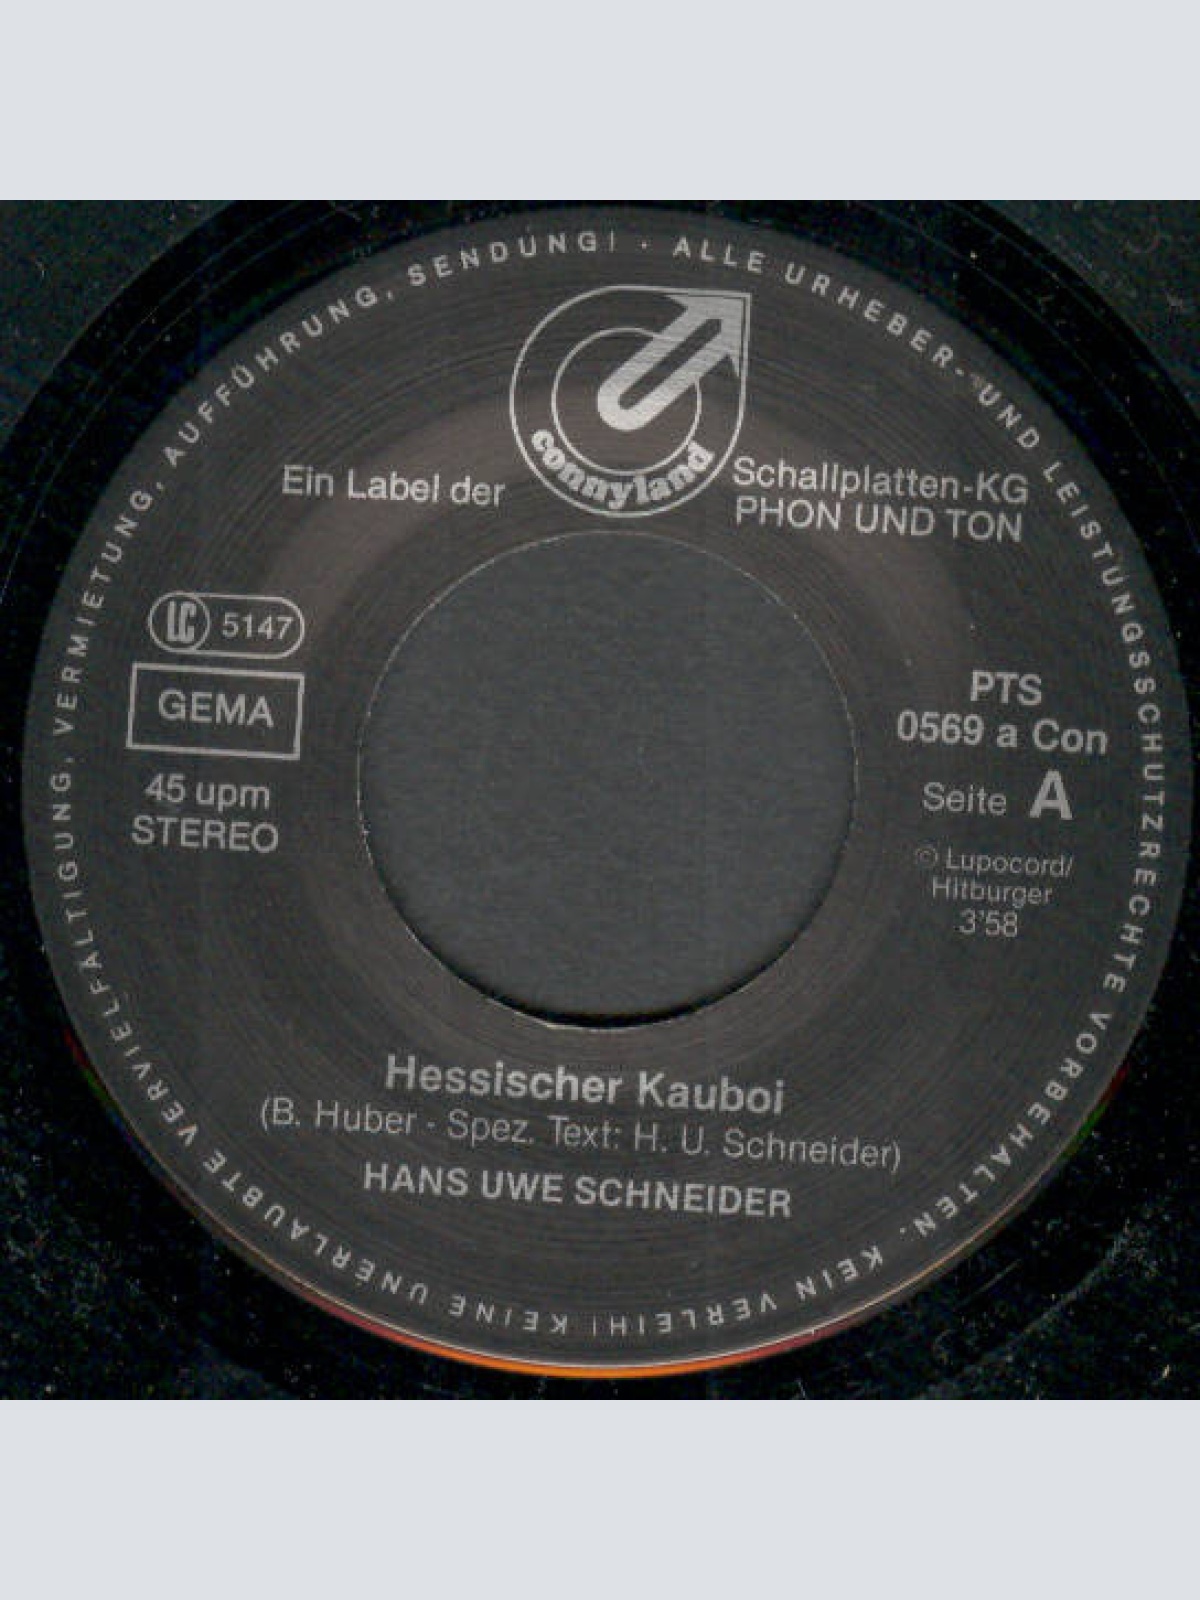 ALLE URHEBER- UND LEISTUNGSSCHUTZRECHTE VORBEHALTEN. KEIN VERLEIH! KEINE UNERLAUBTE VERVIELFÄLTIGUNG, VERMIETUNG, AUFFÜHRUNG, SENDUNG! ·
connyland
Ein Label der
Schallplatten-KG
PHON UND TON
LC 5147
GEMA
45 upm
STEREO
PTS
0569 a Con
Seite A
© Lupocord/
Hitburger
3'58
Hessischer Kauboi
(B. Huber - Spez. Text: H. U. Schneider)
HANS UWE SCHNEIDER